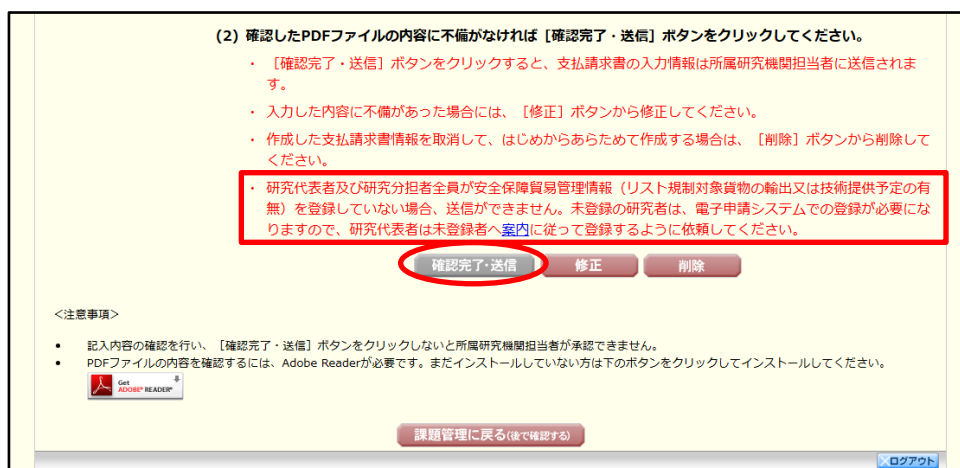 (2) 確認したPDFファイルの内容に不備がなければ［確認完了・送信］ボタンをクリックしてください。
・ ［確認完了・送信］ボタンをクリックすると、支払請求書の入力情報は所属研究機関担当者に送信されま
す。
・ 入力した内容に不備があった場合には、［修正］ボタンから修正してください。
・ 作成した支払請求書情報を取消して、はじめからあらためて作成する場合は、［削除］ボタンから削除して
ください。
・ 研究代表者及び研究分担者全員が安全保障貿易管理情報（リスト規制対象貨物の輸出又は技術提供予定の有
無）を登録していない場合、送信ができません。未登録の研究者は、電子申請システムでの登録が必要にな
りますので、研究代表者は未登録者へ案内に従って登録するように依頼してください。
確認完了・送信 修正 削除
＜注意事項＞
• 記入内容の確認を行い、［確認完了・送信］ボタンをクリックしないと所属研究機関担当者が承認できません。
• PDFファイルの内容を確認するには、Adobe Readerが必要です。まだインストールしていない方は下のボタンをクリックしてインストールしてください。
Get
ADOBE® READER®
課題管理に戻る(後で確認する)
ログアウト